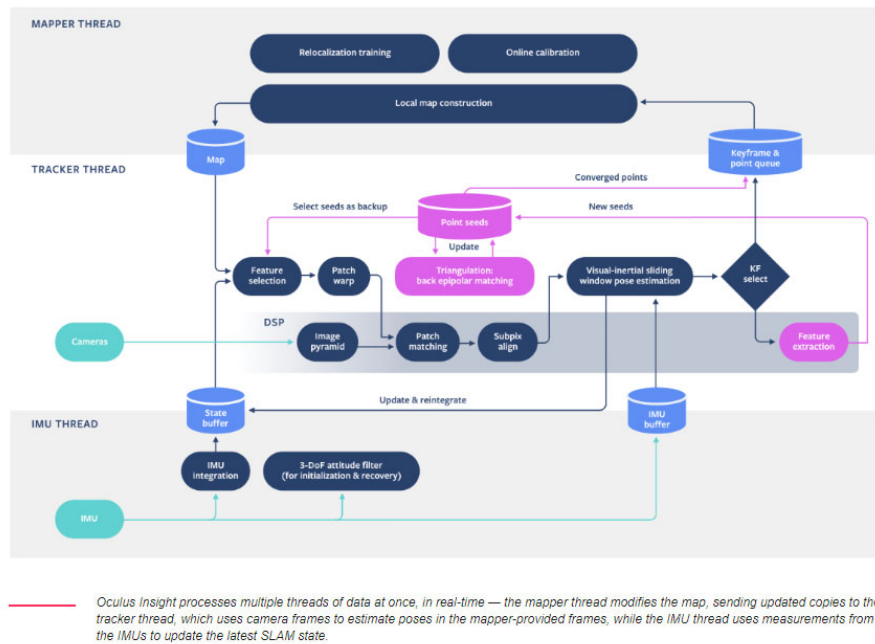 MAPPER THREAD
Relocalization training
Online calibration
Local map construction
Map
Keyframe &
point queue
TRACKER THREAD
Converged points
Select seeds as backup
Point seeds
New seeds
Update
Feature
selection
Patch
warp
Triangulation:
back epipolar matching
Visual-inertial sliding
window pose estimation
KF
select
DSP
Cameras
Image
pyramid
Patch
matching
Subpix
align
Feature
extraction
Update & reintegrate
State
buffer
IMU
buffer
IMU THREAD
IMU
integration
3-DoF attitude filter
(for initialization & recovery)
IMU
Oculus Insight processes multiple threads of data at once, in real-time — the mapper thread modifies the map, sending updated copies to the
tracker thread, which uses camera frames to estimate poses in the mapper-provided frames, while the IMU thread uses measurements from
the IMUs to update the latest SLAM state.